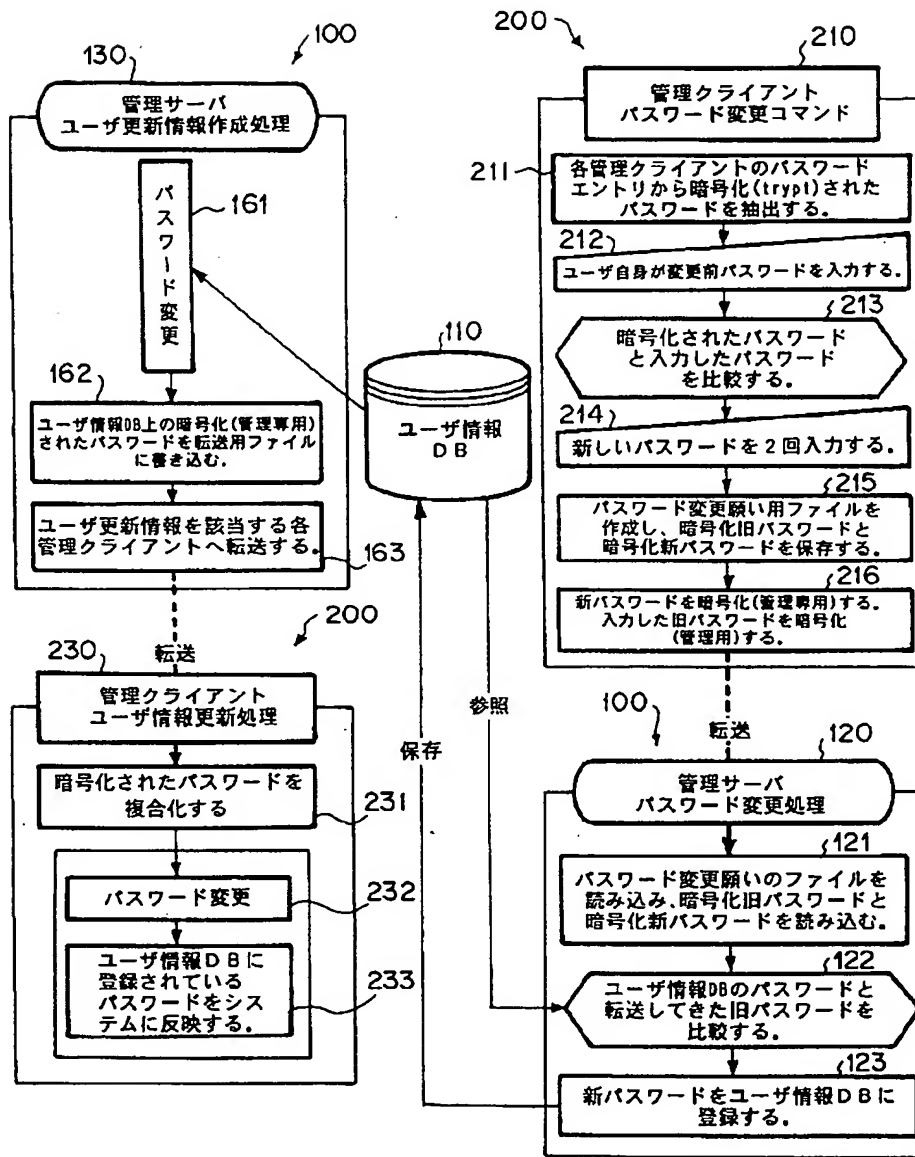 100
130
管理サーバ
ユーザ更新情報作成処理
パスワード変更
161
162
ユーザ情報DB上の暗号化(管理専用)
されたパスワードを転送用ファイル
に書き込む。
ユーザ更新情報を該当する各
管理クライアントへ転送する。
163
転送
200
230
管理クライアント
ユーザ情報更新処理
暗号化されたパスワードを
複合化する
231
パスワード変更
232
ユーザ情報DBに
登録されている
パスワードをシス
テムに反映する。
233
110
ユーザ情報
DB
保存
参照
200
210
管理クライアント
パスワード変更コマンド
211
各管理クライアントのパスワード
エントリから暗号化(trypt)された
パスワードを抽出する。
212
ユーザ自身が変更前パスワードを入力する。
213
暗号化されたパスワード
と入力したパスワード
を比較する。
214
新しいパスワードを2回入力する。
215
パスワード変更願い用ファイルを
作成し、暗号化旧パスワードと
暗号化新パスワードを保存する。
216
新パスワードを暗号化(管理専用)する。
入力した旧パスワードを暗号化
(管理用)する。
転送
100
120
管理サーバ
パスワード変更処理
121
パスワード変更願いのファイルを
読み込み、暗号化旧パスワードと
暗号化新パスワードを読み込む。
122
ユーザ情報DBのパスワードと
転送してきた旧パスワードを
比較する。
123
新パスワードをユーザ情報DBに
登録する。